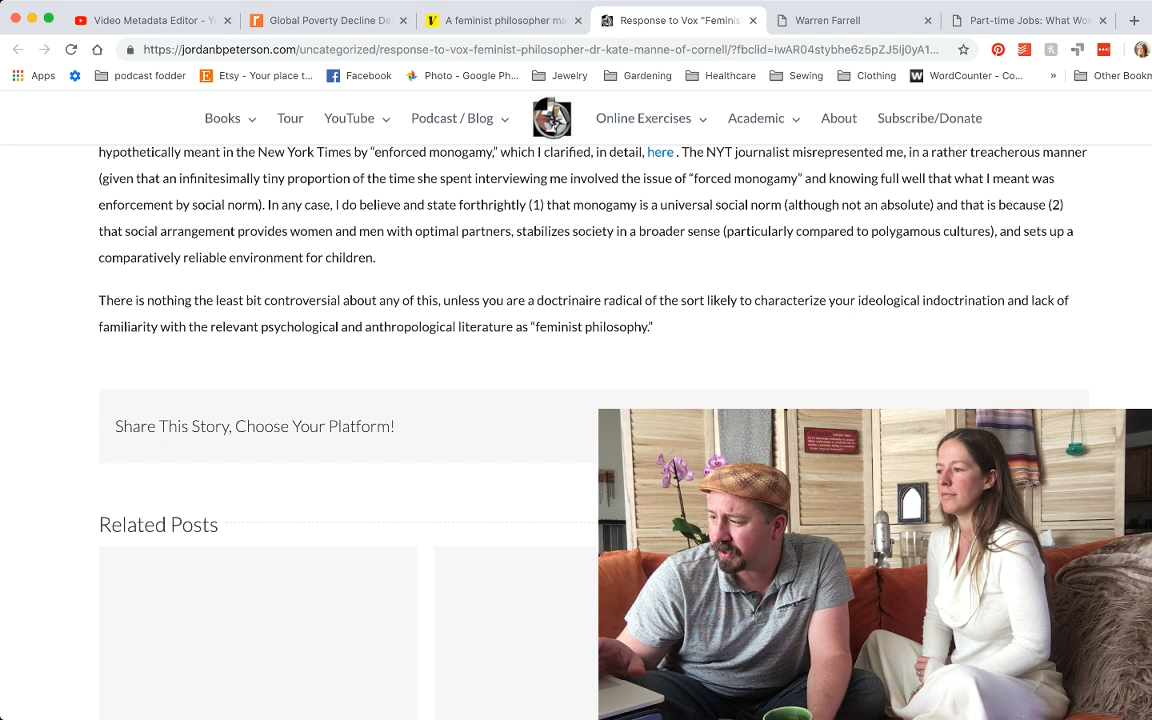 Video Metadata Editor - Y
Global Poverty Decline De
A feminist philosopher ma
Response to Vox "Feminis
Warren Farrell
Part-time Jobs: What Wo
https://jordanbpeterson.com/uncategorized/response-to-vox-feminist-philosopher-dr-kate-manne-of-cornell/?fbclid=IwAR04stybhe6z5pZJ5lj0yA1...
Apps
podcast fodder
Etsy - Your place t...
Facebook
Photo - Google Ph...
Jewelry
Gardening
Healthcare
Sewing
Clothing
WordCounter - Co...
»
Other Bookm
Books
Tour
YouTube
Podcast / Blog
Online Exercises
Academic
About
Subscribe/Donate
hypothetically meant in the New York Times by “enforced monogamy,” which I clarified, in detail, here . The NYT journalist misrepresented me, in a rather treacherous manner
(given that an infinitesimally tiny proportion of the time she spent interviewing me involved the issue of “forced monogamy” and knowing full well that what I meant was
enforcement by social norm). In any case, I do believe and state forthrightly (1) that monogamy is a universal social norm (although not an absolute) and that is because (2)
that social arrangement provides women and men with optimal partners, stabilizes society in a broader sense (particularly compared to polygamous cultures), and sets up a
comparatively reliable environment for children.
There is nothing the least bit controversial about any of this, unless you are a doctrinaire radical of the sort likely to characterize your ideological indoctrination and lack of
familiarity with the relevant psychological and anthropological literature as “feminist philosophy.”
Share This Story, Choose Your Platform!
Related Posts